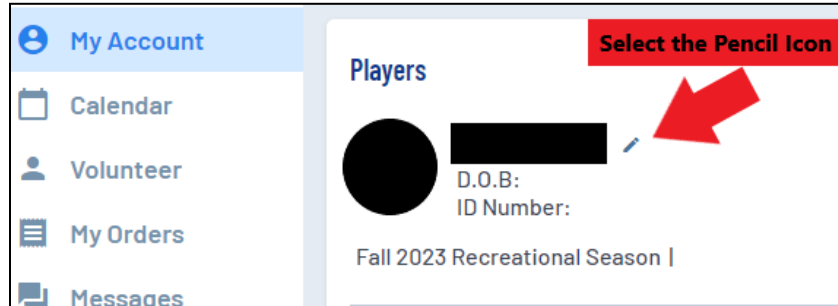 My Account
Calendar
Volunteer
My Orders
Messages
Select the Pencil Icon
Players
D.O.B:
ID Number:
Fall 2023 Recreational Season |